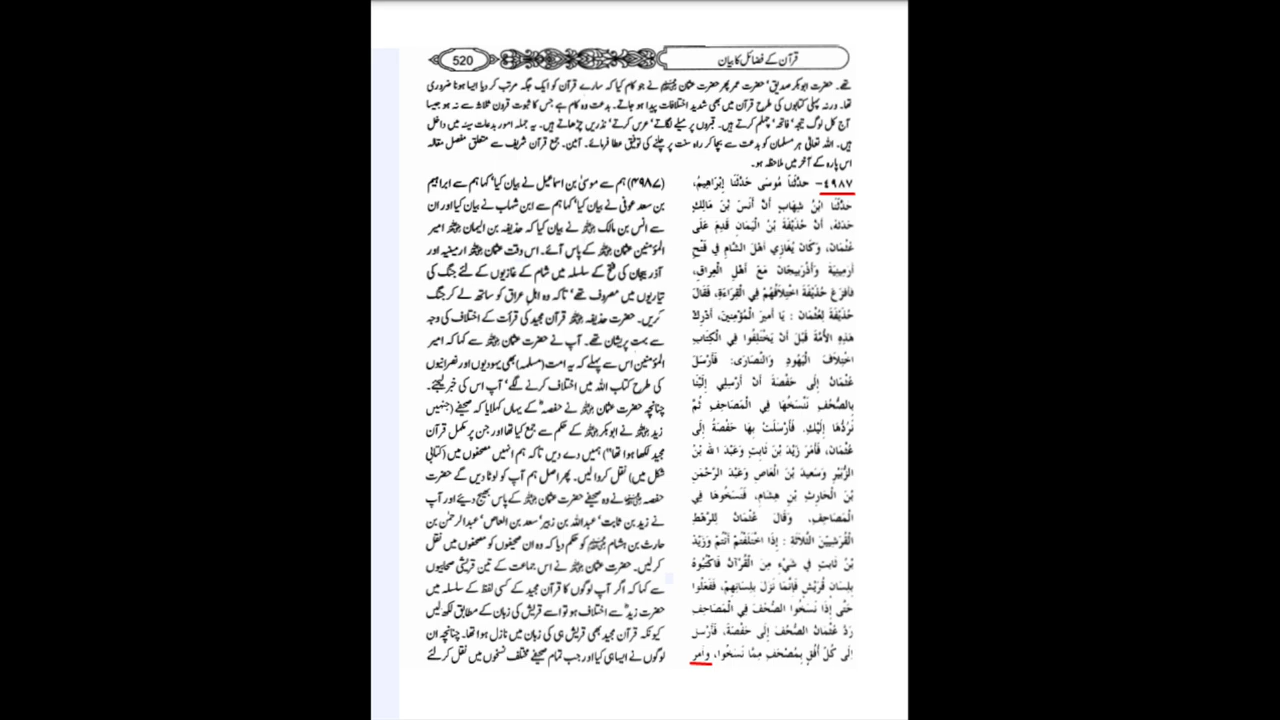 قرآن کے فضائل کا بیان
520
تھے۔ حضرت ابوبکر صدیق' حضرت عمر پھر حضرت عثمان نے جو کام کیا کہ سارے قرآن کو ایک جگہ مرتب کر دیا ایسا ہونا ضروری
تھا۔ ورنہ پہلی کتابوں کی طرح قرآن میں بھی شدید اختلافات پیدا ہو جاتے۔ بدعت وہ کام ہے جس کا ثبوت قرون ثلاثہ سے نہ ہو جیسا
آج کل لوگ تیجہ' فاتحہ' چہلم کرتے ہیں۔ قبروں پر میلے لگاتے' عرس کرتے' نذریں چڑھاتے ہیں۔ یہ جملہ امور بدعات سیئہ میں داخل
ہیں۔ اللہ تعالیٰ ہر مسلمان کو بدعت سے بچا کر راہ سنت پر چلنے کی توفیق عطا فرمائے۔ آمین۔ جمع قرآن شریف سے متعلق مفصل مقالہ
اس پارہ کے آخر میں ملاحظہ ہو۔
٤٩٨٧– حدَّثَنَا مُوسَى حَدَّثَنَا إِبْرَاهِيمُ،
حَدَّثَنَا ابْنُ شِهَابٍ أَنَّ أَنَسَ بْنَ مَالِكٍ
حَدَّثَهُ، أَنَّ حُذَيْفَةَ بْنَ الْيَمَانِ قَدِمَ عَلَى
عُثْمَانَ، وَكَانَ يُغَازِي أَهْلَ الشَّامِ فِي فَتْحِ
أَرْمِينِيَةَ وَأَذْرَبِيجَانَ مَعَ أَهْلِ الْعِرَاقِ،
فَأَفْزَعَ حُذَيْفَةَ اخْتِلاَفُهُمْ فِي الْقِرَاءَةِ، فَقَالَ
حُذَيْفَةُ لِعُثْمَانَ : يَا أَمِيرَ الْمُؤْمِنِينَ، أَدْرِكْ
هَذِهِ الأُمَّةَ قَبْلَ أَنْ يَخْتَلِفُوا فِي الْكِتَابِ
اخْتِلاَفَ الْيَهُودِ وَالنَّصَارَى: فَأَرْسَلَ
عُثْمَانُ إِلَى حَفْصَةَ أَنْ أَرْسِلِي إِلَيْنَا
بِالصُّحُفِ نَنْسَخُهَا فِي الْمَصَاحِفِ ثُمَّ
نَرُدُّهَا إِلَيْكِ. فَأَرْسَلَتْ بِهَا حَفْصَةُ إِلَى
عُثْمَانَ، فَأَمَرَ زَيْدَ بْنَ ثَابِتٍ وَعَبْدَ الله بْنَ
الزُّبَيْرِ وَسَعِيدَ بْنَ الْعَاصِ وَعَبْدَ الرَّحْمَنِ
بْنَ الْحَارِثِ بْنِ هِشَامٍ، فَنَسَخُوهَا فِي
الْمَصَاحِفِ، وَقَالَ عُثْمَانُ لِلرَّهْطِ
الْقُرَشِيِّينَ الثَّلاَثَةِ : إِذَا اخْتَلَفْتُمْ أَنْتُمْ وَزَيْدُ
بْنُ ثَابِتٍ فِي شَيْءٍ مِنَ الْقُرْآنِ فَاكْتُبُوهُ
بِلِسَانِ قُرَيْشٍ فَإِنَّمَا نَزَلَ بِلِسَانِهِمْ، فَفَعَلُوا
حَتَّى إِذَا نَسَخُوا الصُّحُفَ فِي الْمَصَاحِفِ
رَدَّ عُثْمَانُ الصُّحُفَ إِلَى حَفْصَةَ، فَأَرْسَلَ
إِلَى كُلِّ أُفُقٍ بِمُصْحَفٍ مِمَّا نَسَخُوا، وَأَمَرَ
(۴۹۸۷) ہم سے موسیٰ بن اسماعیل نے بیان کیا' کہا ہم سے ابراہیم
بن سعد عوفی نے بیان کیا' کہا ہم سے ابن شہاب نے بیان کیا اور ان
سے انس بن مالک نے بیان کیا کہ حذیفہ بن الیمان امیر
المؤمنین عثمان کے پاس آئے۔ اس وقت عثمان ارمینیہ اور
آذربیجان کی فتح کے سلسلہ میں شام کے غازیوں کے لئے جنگ کی
تیاریوں میں مصروف تھے' تاکہ وہ اہل عراق کو ساتھ لے کر جنگ
کریں۔ حضرت حذیفہ قرآن مجید کی قرأت کے اختلاف کی وجہ
سے بہت پریشان تھے۔ آپ نے حضرت عثمان سے کہا کہ امیر
المؤمنین اس سے پہلے کہ یہ امت (مسلمہ) بھی یہودیوں اور نصرانیوں
کی طرح کتاب اللہ میں اختلاف کرنے لگے' آپ اس کی خبر لیجئے۔
چنانچہ حضرت عثمان نے حفصہ کے یہاں کہلایا کہ صحیفے (جنہیں
زید نے ابوبکر کے حکم سے جمع کیا تھا اور جن پر مکمل قرآن
مجید لکھا ہوا تھا") ہمیں دے دیں تاکہ ہم انہیں مصحفوں میں (کتابی
شکل میں) نقل کروالیں۔ پھر اصل ہم آپ کو لوٹا دیں گے حضرت
حفصہ نے وہ صحیفے حضرت عثمان کے پاس بھیج دیئے اور آپ
نے زید بن ثابت' عبداللہ بن زبیر' سعد بن العاص' عبدالرحمٰن بن
حارث بن ہشام کو حکم دیا کہ وہ ان صحیفوں کو مصحفوں میں نقل
کرلیں۔ حضرت عثمان نے اس جماعت کے تین قریشی صحابیوں
سے کہا کہ اگر آپ لوگوں کا قرآن مجید کے کسی لفظ کے سلسلہ میں
حضرت زید سے اختلاف ہو تو اسے قریش کی زبان کے مطابق لکھ لیں
کیونکہ قرآن مجید بھی قریش ہی کی زبان میں نازل ہوا تھا۔ چنانچہ ان
لوگوں نے ایسا ہی کیا اور جب تمام صحیفے مختلف نسخوں میں نقل کر لئے